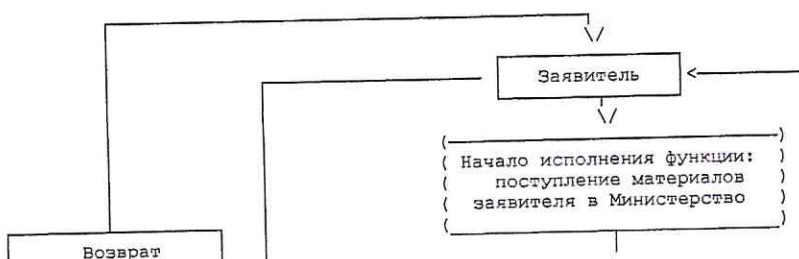 Заявитель
Начало исполнения функции:
поступление материалов
заявителя в Министерство
Возврат